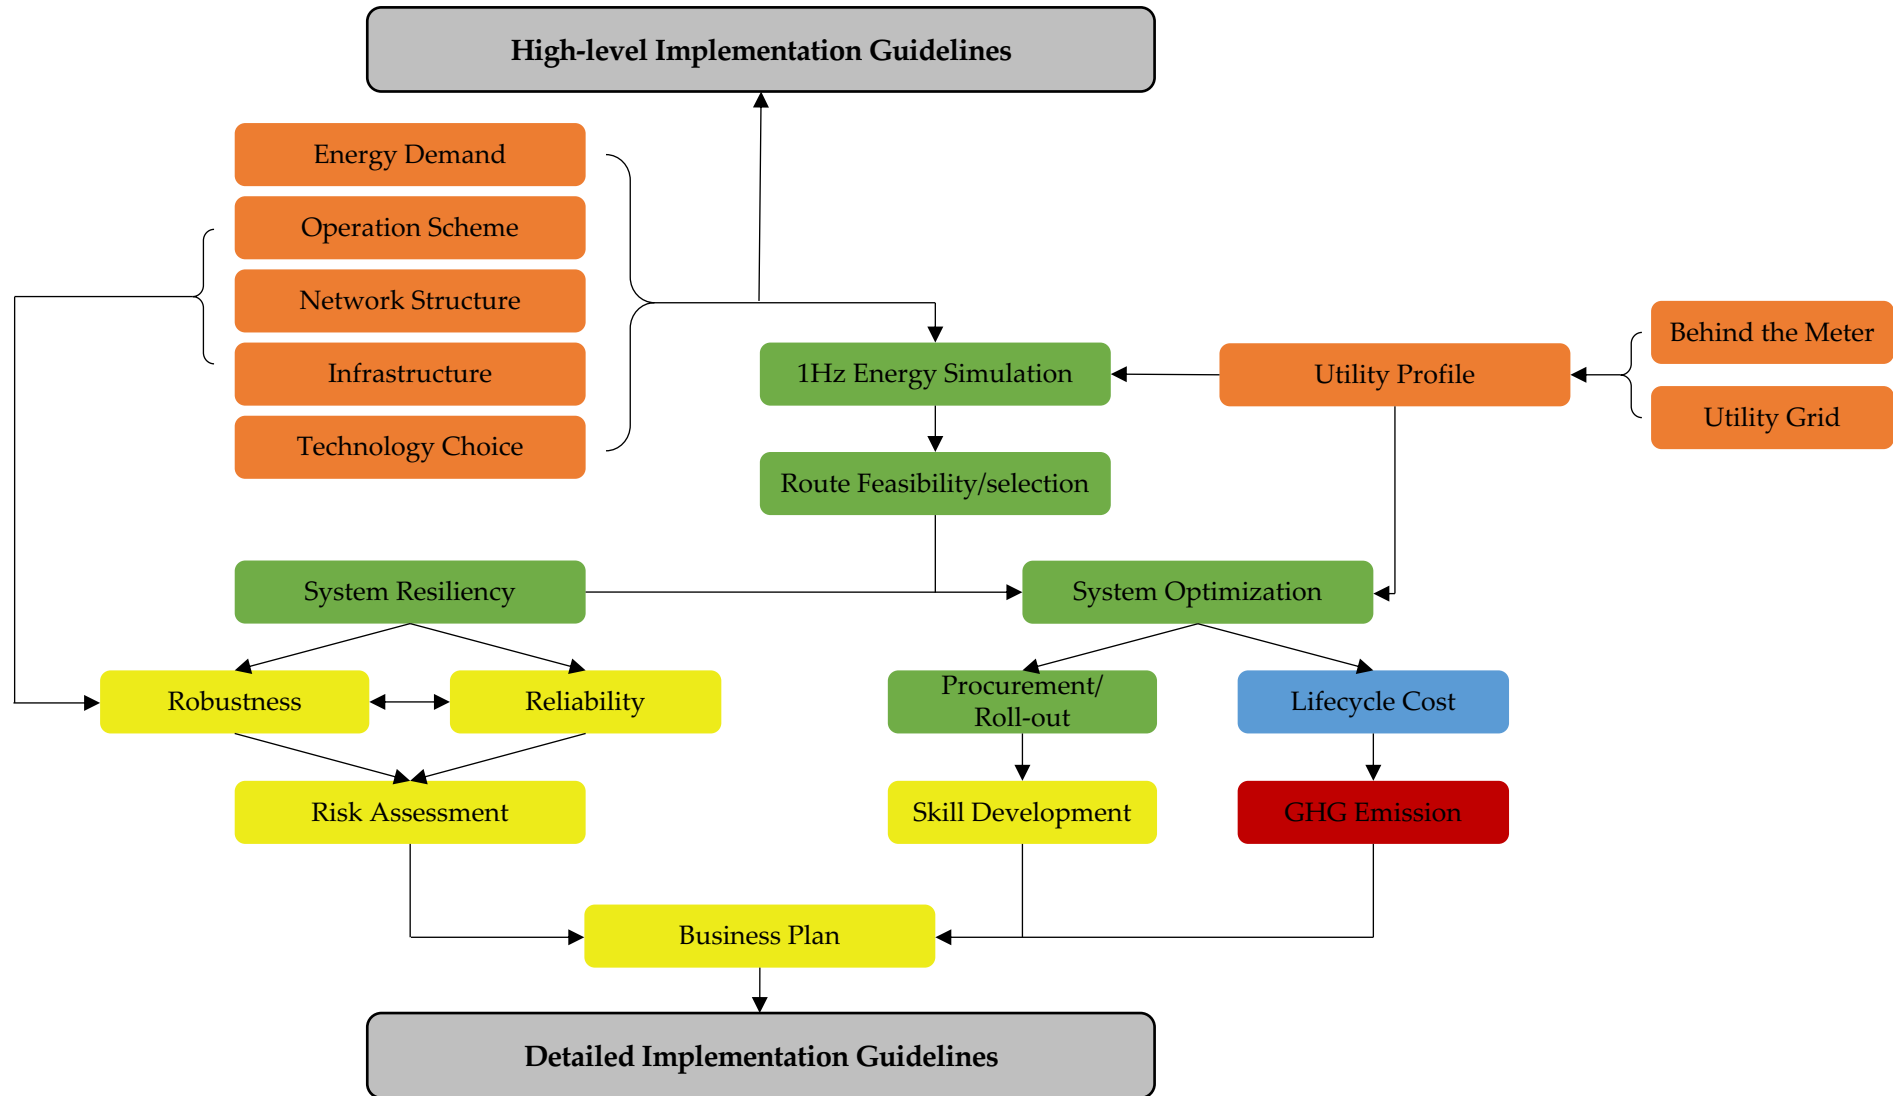 High-level Implementation Guidelines
Energy Demand
Operation Scheme
Network Structure
Infrastructure
Technology Choice
1Hz Energy Simulation
Utility Profile
Behind the Meter
Utility Grid
Route Feasibility/selection
System Resiliency
System Optimization
Robustness
Reliability
Procurement/
Roll-out
Lifecycle Cost
Risk Assessment
Skill Development
GHG Emission
Business Plan
Detailed Implementation Guidelines